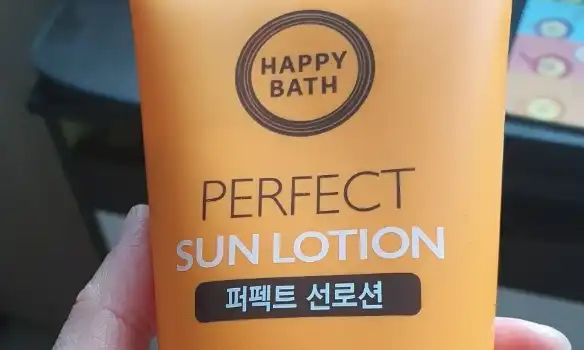 HAPPY
BATH
PERFECT
SUN LOTION
퍼펙트 선로션